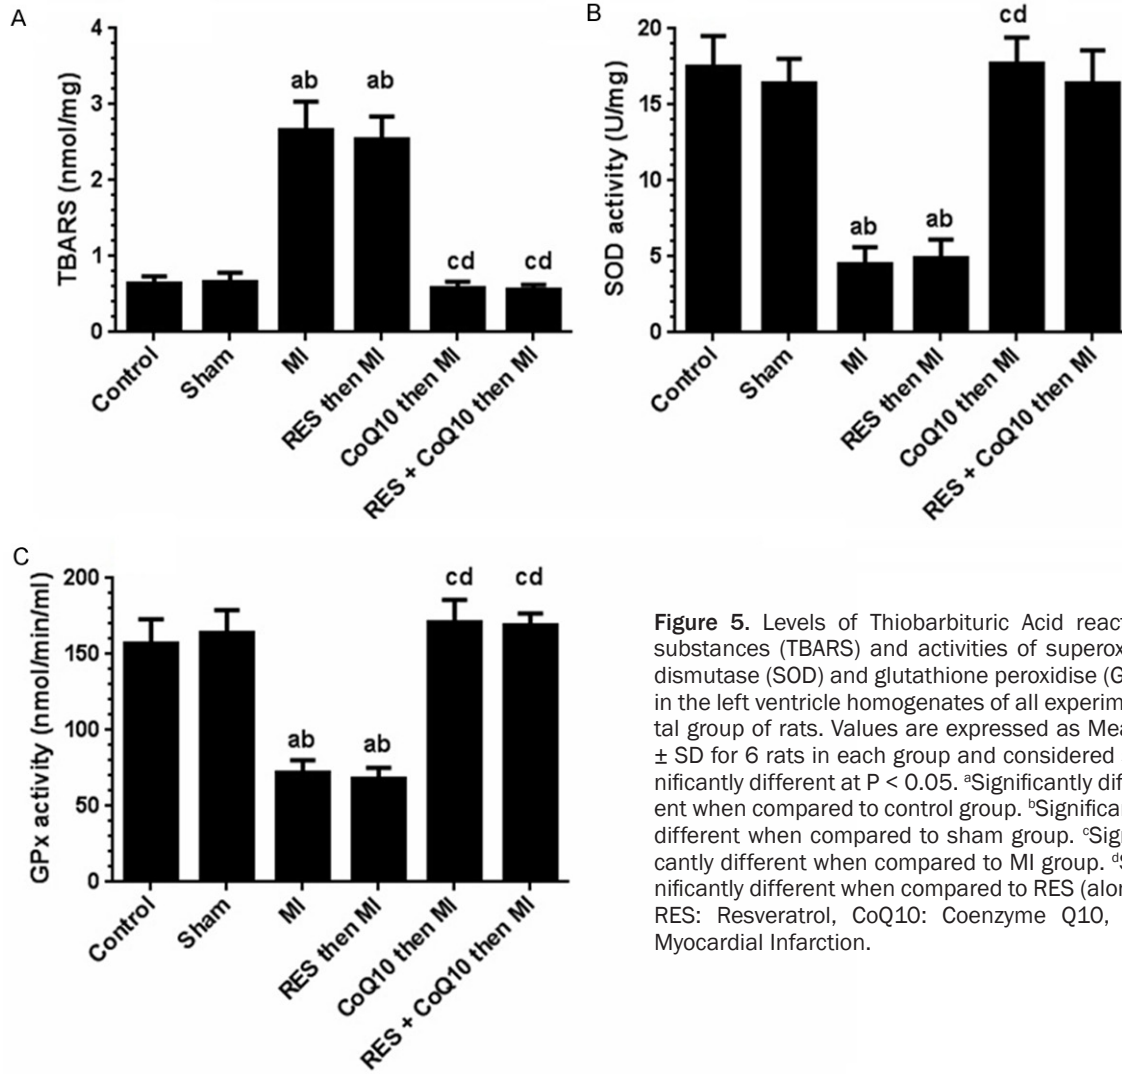 A
TBARS (nmol/mg)
4
3
2
1
0
ab
ab
cd
cd
Control
Sham
MI
RES then MI
CoQ10 then MI
RES + CoQ10 then MI
B
SOD activity (U/mg)
20
15
10
5
0
ab
ab
cd
Control
Sham
MI
RES then MI
CoQ10 then MI
RES + CoQ10 then MI
C
GPx activity (nmol/min/ml)
200
150
100
50
0
ab
ab
cd
cd
Control
Sham
MI
RES then MI
CoQ10 then MI
RES + CoQ10 then MI
Figure 5. Levels of Thiobarbituric Acid react
substances (TBARS) and activities of superox
dismutase (SOD) and glutathione peroxidise (G
in the left ventricle homogenates of all experim
tal group of rats. Values are expressed as Mea
± SD for 6 rats in each group and considered
nificantly different at P < 0.05. ᵃSignificantly dif
ent when compared to control group. ᵇSignifica
different when compared to sham group. ᶜSig
cantly different when compared to MI group. ᵈS
nificantly different when compared to RES (alo
RES: Resveratrol, CoQ10: Coenzyme Q10,
Myocardial Infarction.